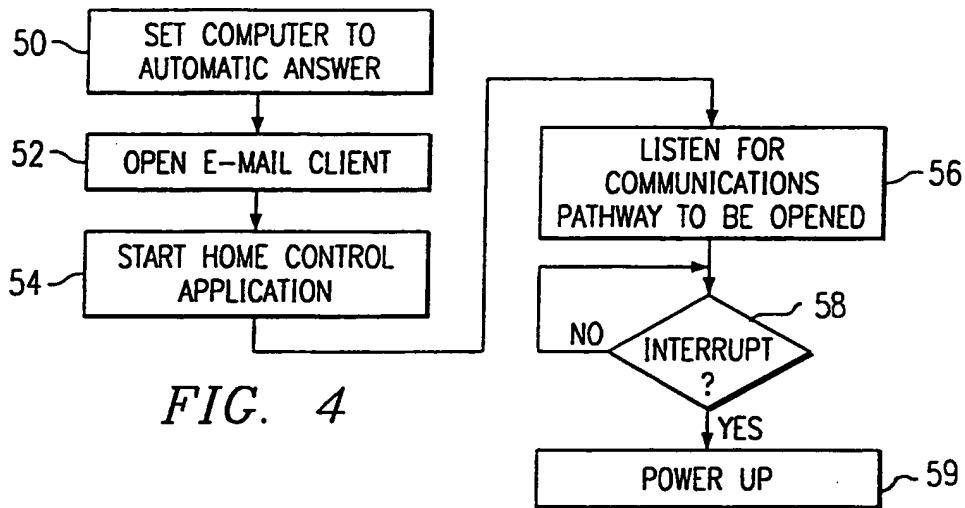 50
SET COMPUTER TO
AUTOMATIC ANSWER
52
OPEN E-MAIL CLIENT
54
START HOME CONTROL
APPLICATION
LISTEN FOR
COMMUNICATIONS
PATHWAY TO BE OPENED
56
58
NO
INTERRUPT
?
YES
POWER UP
59
FIG. 4